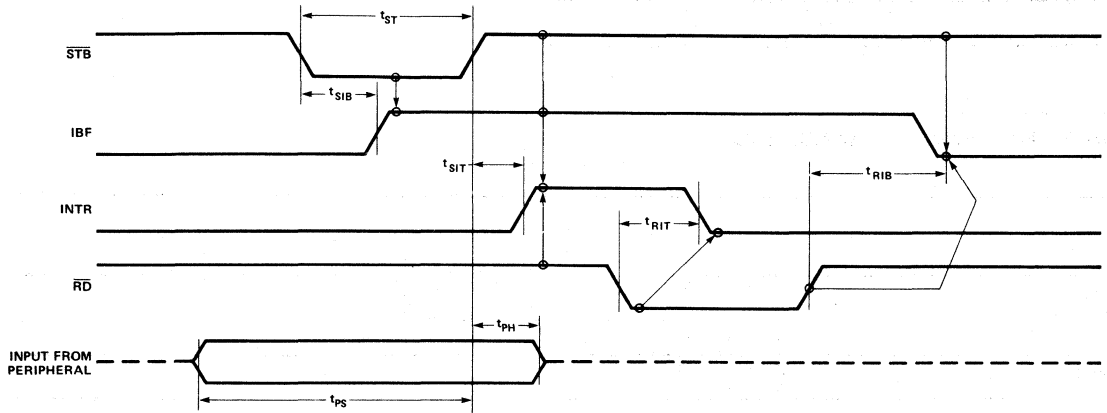 tST
STB
tSIB
IBF
tSIT
tRIB
INTR
tRIT
RD
tPH
INPUT FROM
PERIPHERAL
tPS